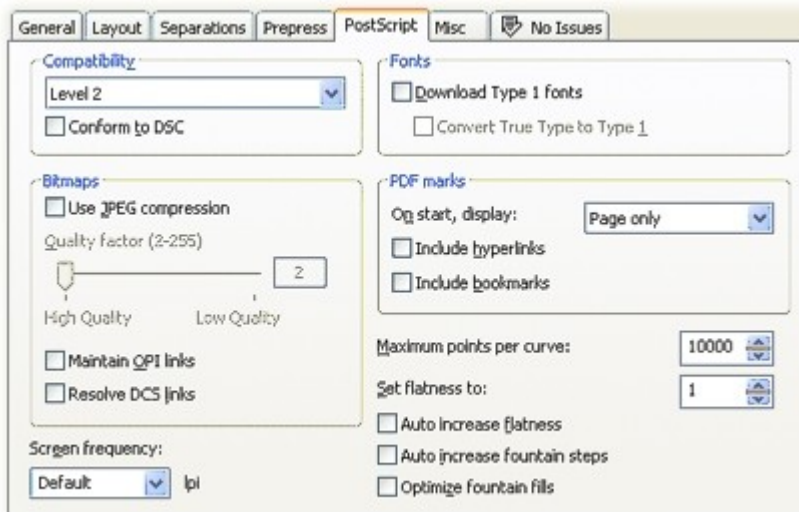 General Layout Separations Prepress PostScript Misc No Issues
Compatibility
Level 2
Conform to DSC
Fonts
Download Type 1 fonts
Convert True Type to Type 1
Bitmaps
Use JPEG compression
Quality factor (2-255)
2
High Quality Low Quality
Maintain OPI links
Resolve DCS links
PDF marks
On start, display: Page only
Include hyperlinks
Include bookmarks
Maximum points per curve: 10000
Set flatness to: 1
Auto increase flatness
Auto increase fountain steps
Optimize fountain fills
Screen frequency:
Default lpi